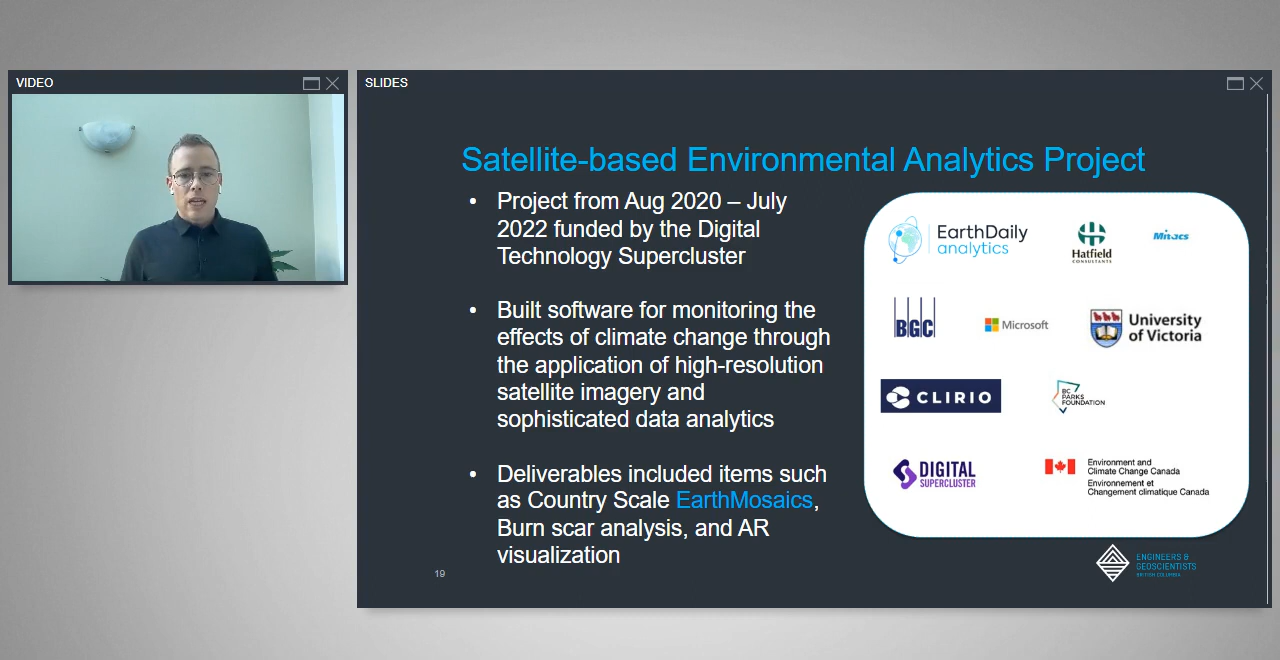 VIDEO
SLIDES
Satellite-based Environmental Analytics Project
• Project from Aug 2020 – July
2022 funded by the Digital
Technology Supercluster
• Built software for monitoring the
effects of climate change through
the application of high-resolution
satellite imagery and
sophisticated data analytics
• Deliverables included items such
as Country Scale EarthMosaics,
Burn scar analysis, and AR
visualization
19
EarthDaily
analytics
Hatfield
CONSULTANTS
Mitacs
BGC
Microsoft
University
of Victoria
CLIRIO
BC
PARKS
FOUNDATION
DIGITAL
SUPERCLUSTER
Environment and
Climate Change Canada
Environnement et
Changement climatique Canada
ENGINEERS &
GEOSCIENTISTS
BRITISH COLUMBIA